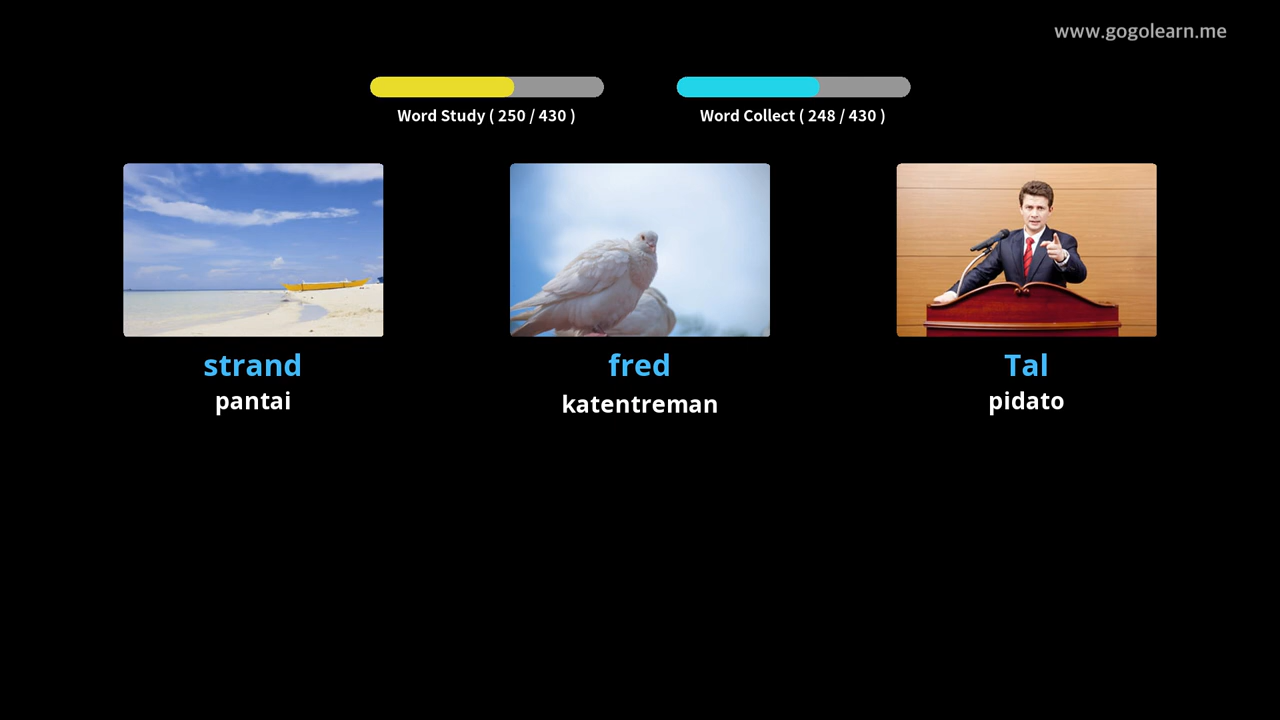 www.gogolearn.me
Word Study ( 250 / 430 )
Word Collect ( 248 / 430 )
strand
pantai
fred
katentreman
Tal
pidato